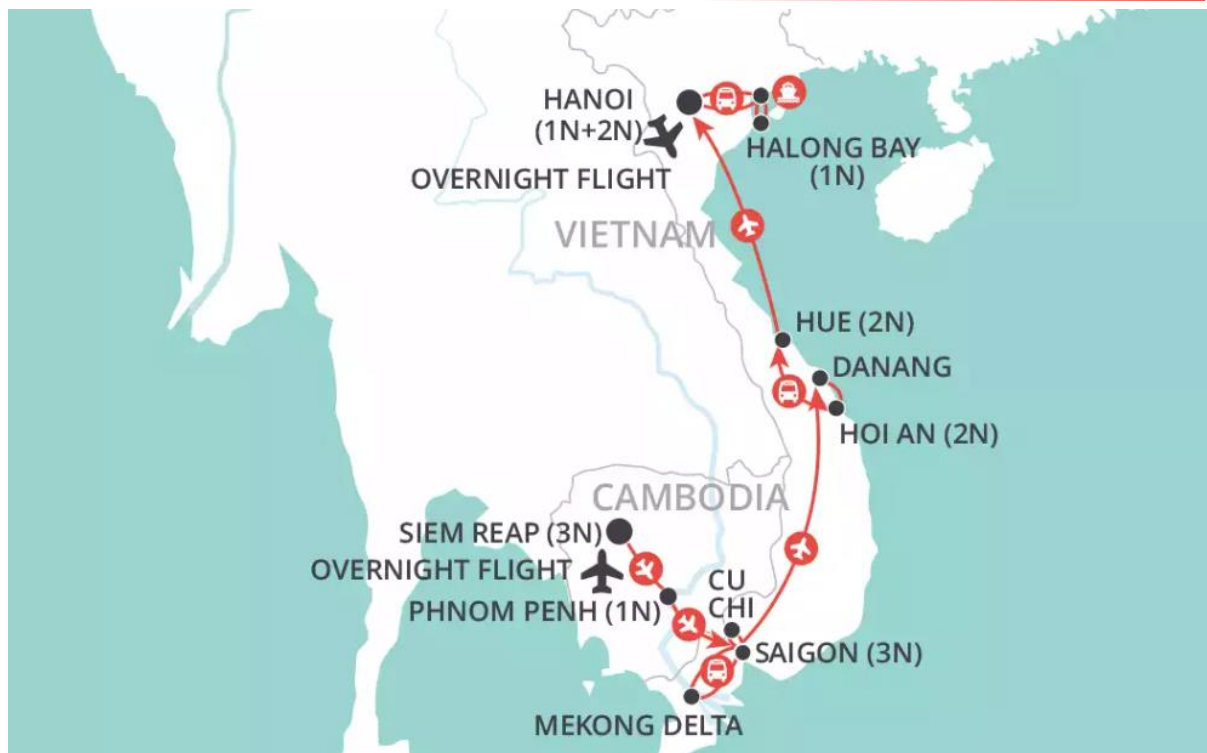 HANOI
(1N+2N)
OVERNIGHT FLIGHT
HALONG BAY
(1N)
VIETNAM
HUE (2N)
DANANG
HOI AN (2N)
CAMBODIA
SIEM REAP (3N)
OVERNIGHT FLIGHT
PHNOM PENH (1N)
CU
CHI
SAIGON (3N)
MEKONG DELTA